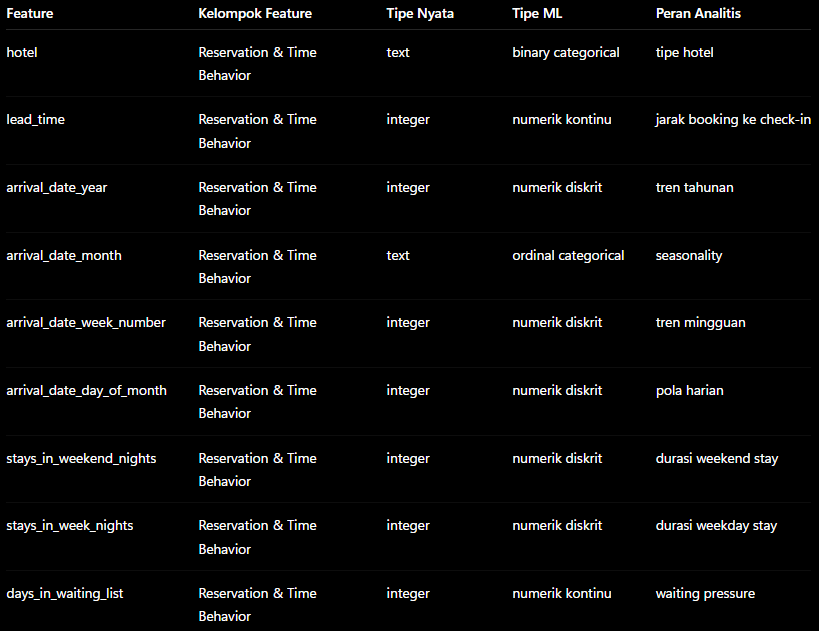 Feature Kelompok Feature Tipe Nyata Tipe ML Peran Analitis
hotel Reservation & Time text binary categorical tipe hotel
Behavior
lead_time Reservation & Time integer numerik kontinu jarak booking ke check-in
Behavior
arrival_date_year Reservation & Time integer numerik diskrit tren tahunan
Behavior
arrival_date_month Reservation & Time text ordinal categorical seasonality
Behavior
arrival_date_week_number Reservation & Time integer numerik diskrit tren mingguan
Behavior
arrival_date_day_of_month Reservation & Time integer numerik diskrit pola harian
Behavior
stays_in_weekend_nights Reservation & Time integer numerik diskrit durasi weekend stay
Behavior
stays_in_week_nights Reservation & Time integer numerik diskrit durasi weekday stay
Behavior
days_in_waiting_list Reservation & Time integer numerik kontinu waiting pressure
Behavior